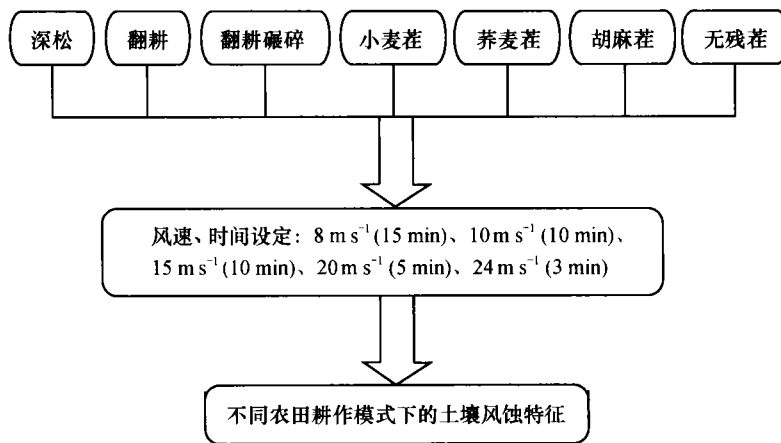 深松
翻耕
翻耕碾碎
小麦茬
荞麦茬
胡麻茬
无残茬
风速、时间设定：8 m s⁻¹ (15 min)、10 m s⁻¹ (10 min)、
15 m s⁻¹ (10 min)、20 m s⁻¹ (5 min)、24 m s⁻¹ (3 min)
不同农田耕作模式下的土壤风蚀特征